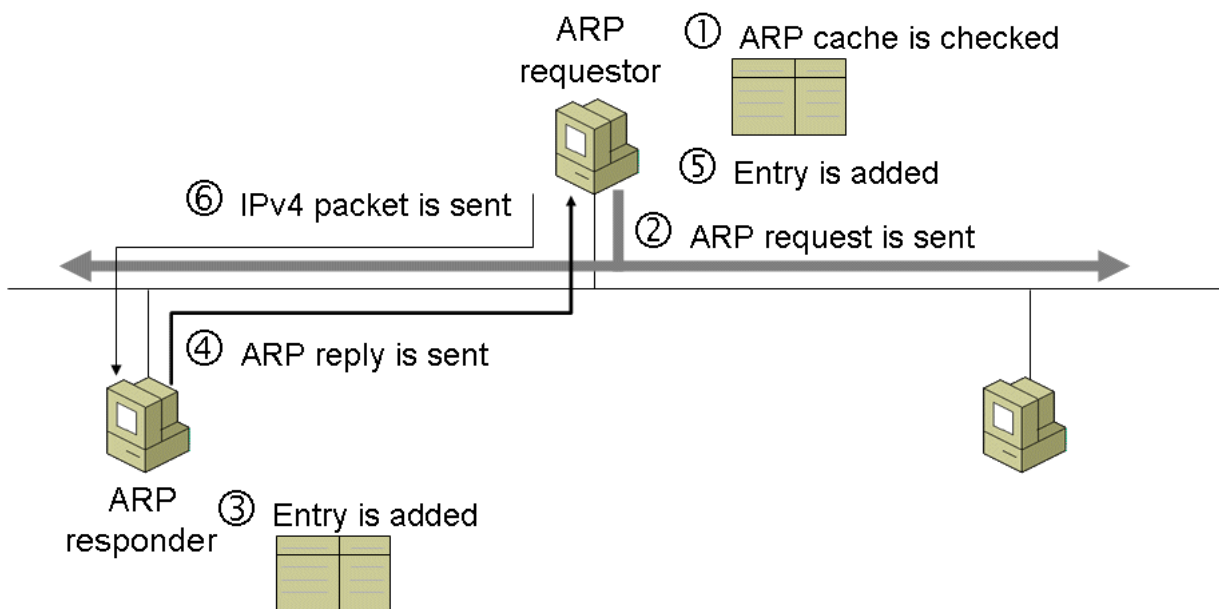 ARP
requestor
① ARP cache is checked
⑤ Entry is added
⑥ IPv4 packet is sent
② ARP request is sent
④ ARP reply is sent
ARP
responder
③ Entry is added